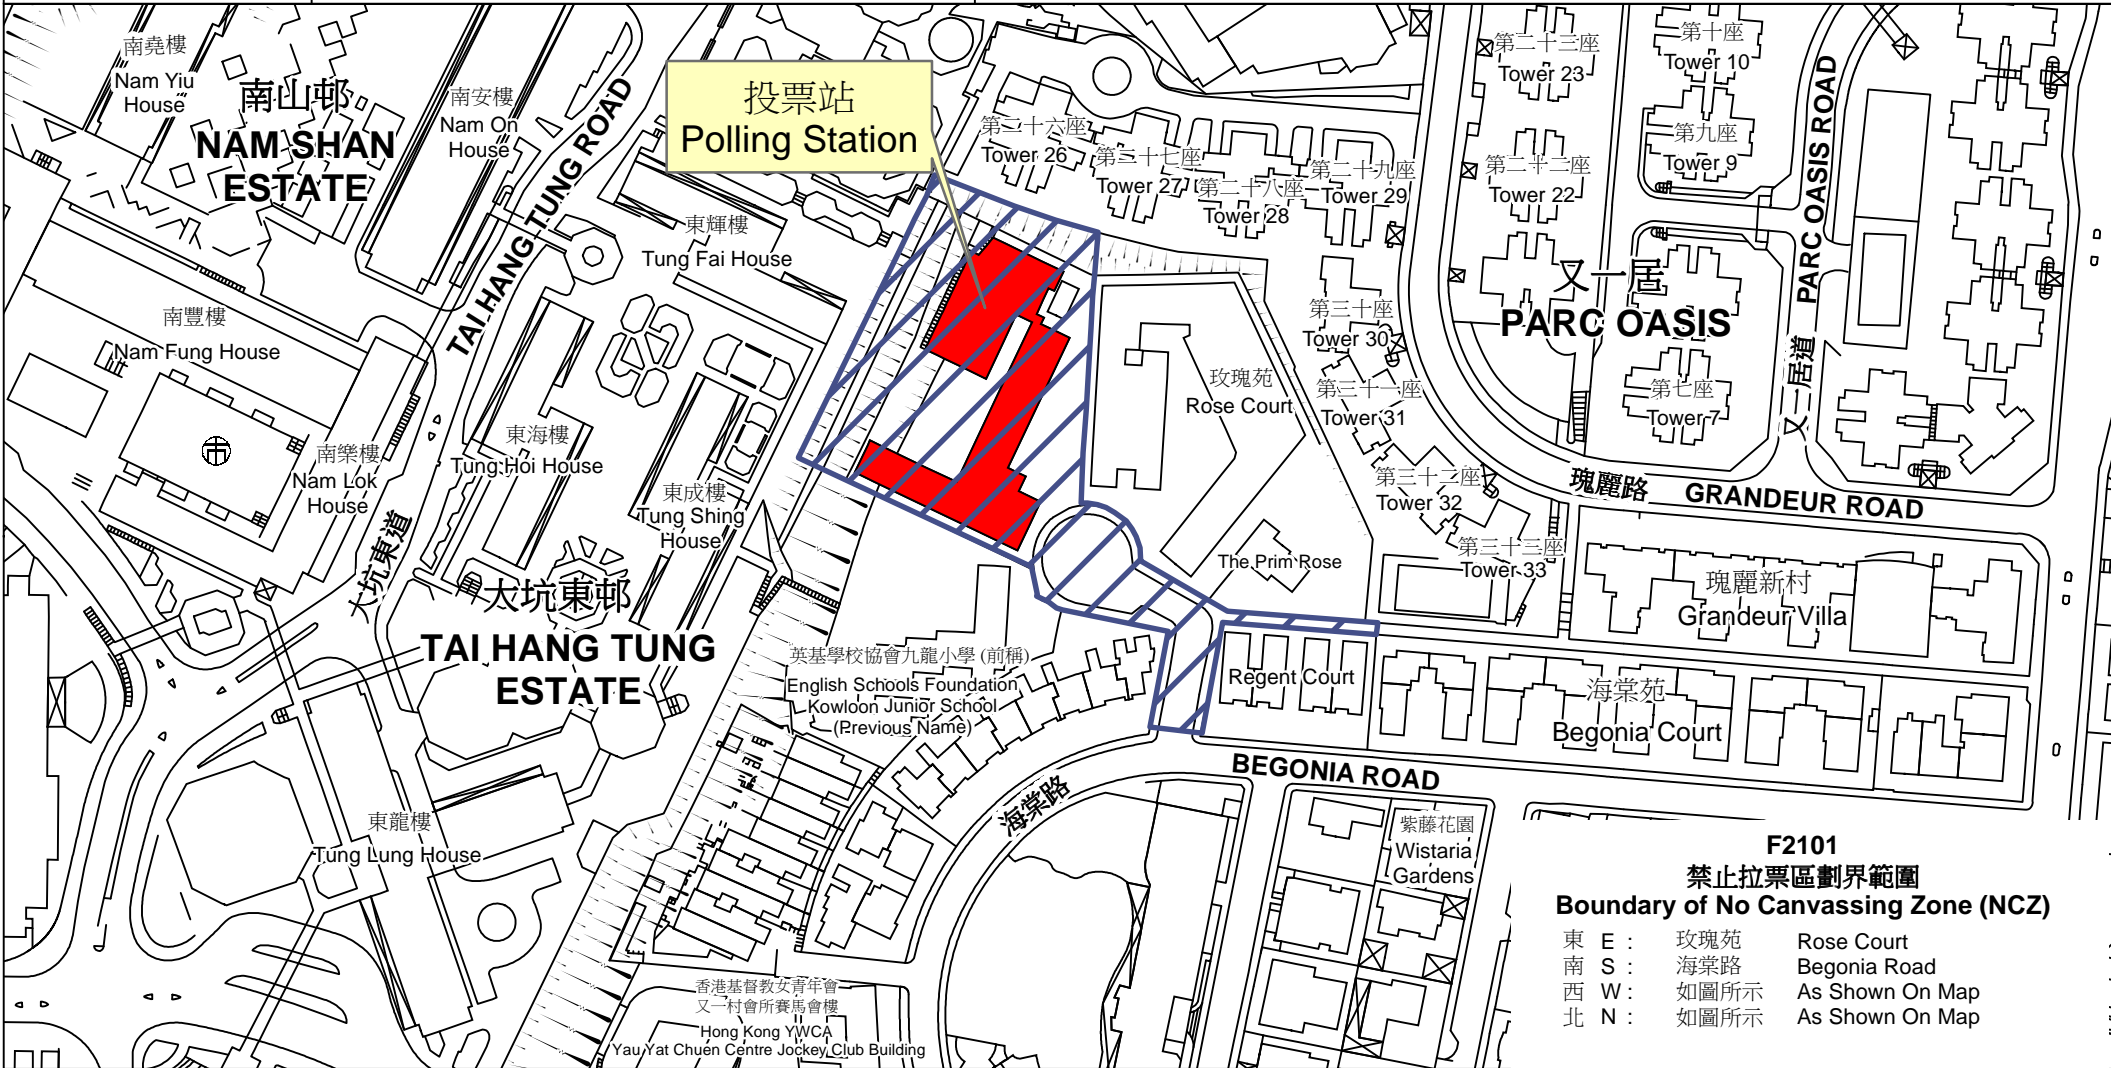 南堯樓
Nam Yiu
House
南山邨
NAM SHAN
ESTATE
南安樓
Nam On
House
TAI HANG TUNG ROAD
投票站
Polling Station
第二十六座
Tower 26
第二十七座
Tower 27
第二十八座
Tower 28
第二十九座
Tower 29
第二十三座
Tower 23
第十座
Tower 10
第二十二座
Tower 22
第九座
Tower 9
PARC OASIS ROAD
又一居道
東輝樓
Tung Fai House
又一居
PARC OASIS
南豐樓
Nam Fung House
第三十座
Tower 30
玫瑰苑
Rose Court
第三十一座
Tower 31
第七座
Tower 7
市
南樂樓
Nam Lok
House
東海樓
Tung Hoi House
東成樓
Tung Shing
House
第三十二座
Tower 32
瑰麗路 GRANDEUR ROAD
大坑東道
第三十三座
Tower 33
The Prim Rose
大坑東邨
TAI HANG TUNG
ESTATE
瑰麗新村
Grandeur Villa
英基學校協會九龍小學 (前稱)
English Schools Foundation
Kowloon Junior School
(Previous Name)
Regent Court
海棠苑
Begonia Court
BEGONIA ROAD
海棠路
東龍樓
Tung Lung House
紫藤花園
Wistaria
Gardens
香港基督教女青年會
又一村會所賽馬會樓
Hong Kong YWCA
Yau Yat Chuen Centre Jockey Club Building
F2101
禁止拉票區劃界範圍
Boundary of No Canvassing Zone (NCZ)
東 E : 玫瑰苑 Rose Court
南 S : 海棠路 Begonia Road
西 W : 如圖所示 As Shown On Map
北 N : 如圖所示 As Shown On Map